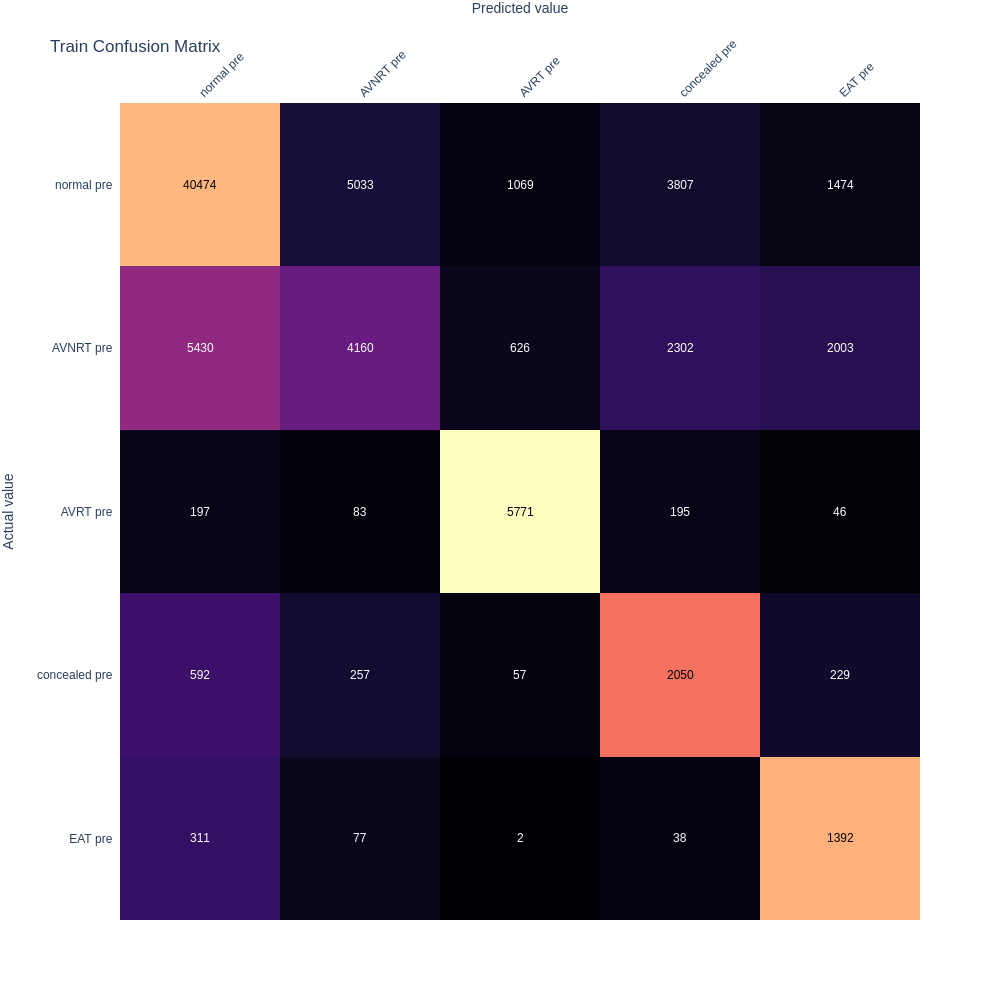 Predicted value
Train Confusion Matrix
normal pre AVNRT pre AVRT pre concealed pre EAT pre
normal pre 40474 5033 1069 3807 1474
AVNRT pre 5430 4160 626 2302 2003
Actual value
AVRT pre 197 83 5771 195 46
concealed pre 592 257 57 2050 229
EAT pre 311 77 2 38 1392